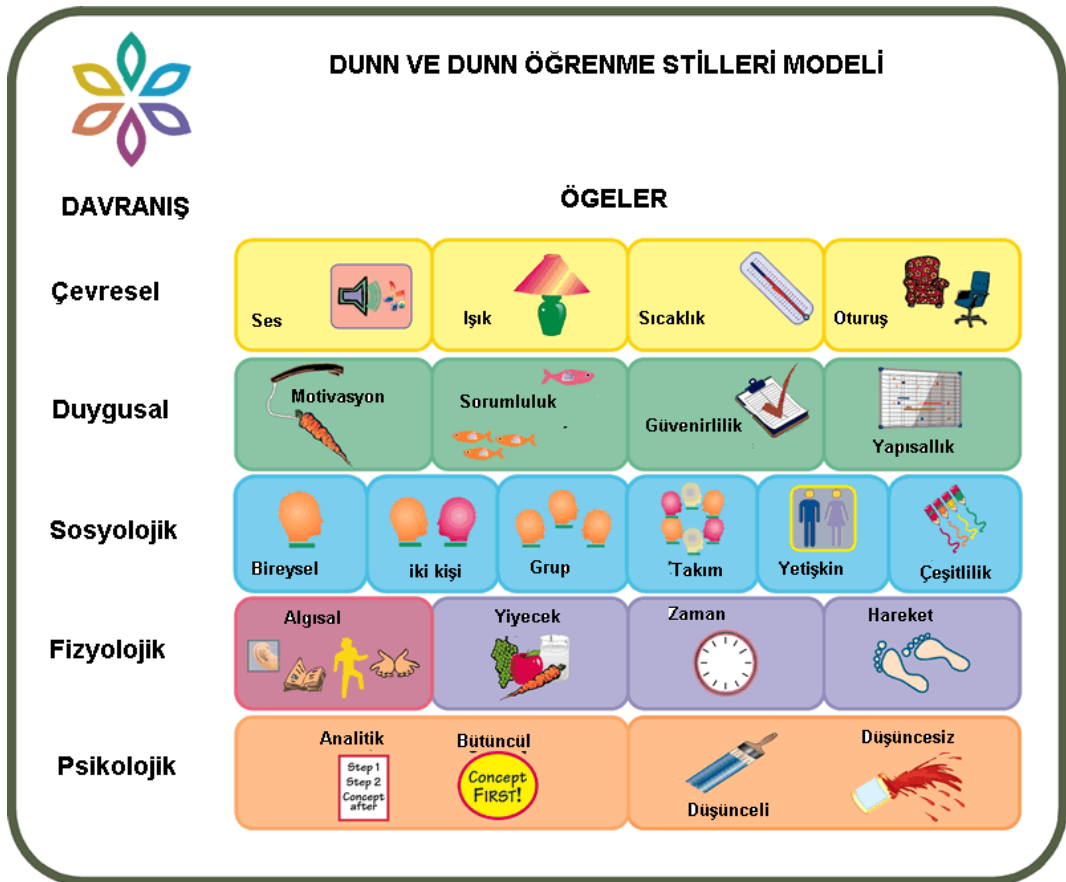 DUNN VE DUNN ÖĞRENME STİLLERİ MODELİ
DAVRANIŞ
ÖGELER
Çevresel
Ses
Işık
Sıcaklık
Oturuş
Duygusal
Motivasyon
Sorumluluk
Güvenirlilik
Yapısallık
Sosyolojik
Bireysel
iki kişi
Grup
Takım
Yetişkin
Çeşitlilik
Fizyolojik
Algısal
Yiyecek
Zaman
Hareket
Psikolojik
Analitik
Step 1
Step 2
Concept
after
Bütüncül
Concept
FIRST!
Düşünceli
Düşüncesiz